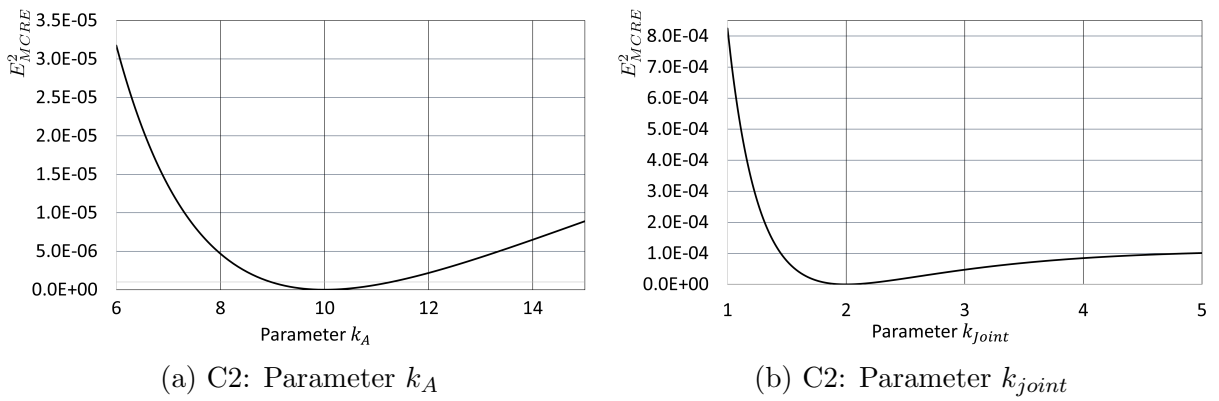 E²_MCRE
3.5E-05
3.0E-05
2.5E-05
2.0E-05
1.5E-05
1.0E-05
5.0E-06
0.0E+00
6 8 10 12 14
Parameter k_A
(a) C2: Parameter k_A
E²_MCRE
8.0E-04
7.0E-04
6.0E-04
5.0E-04
4.0E-04
3.0E-04
2.0E-04
1.0E-04
0.0E+00
1 2 3 4 5
Parameter k_Joint
(b) C2: Parameter k_joint